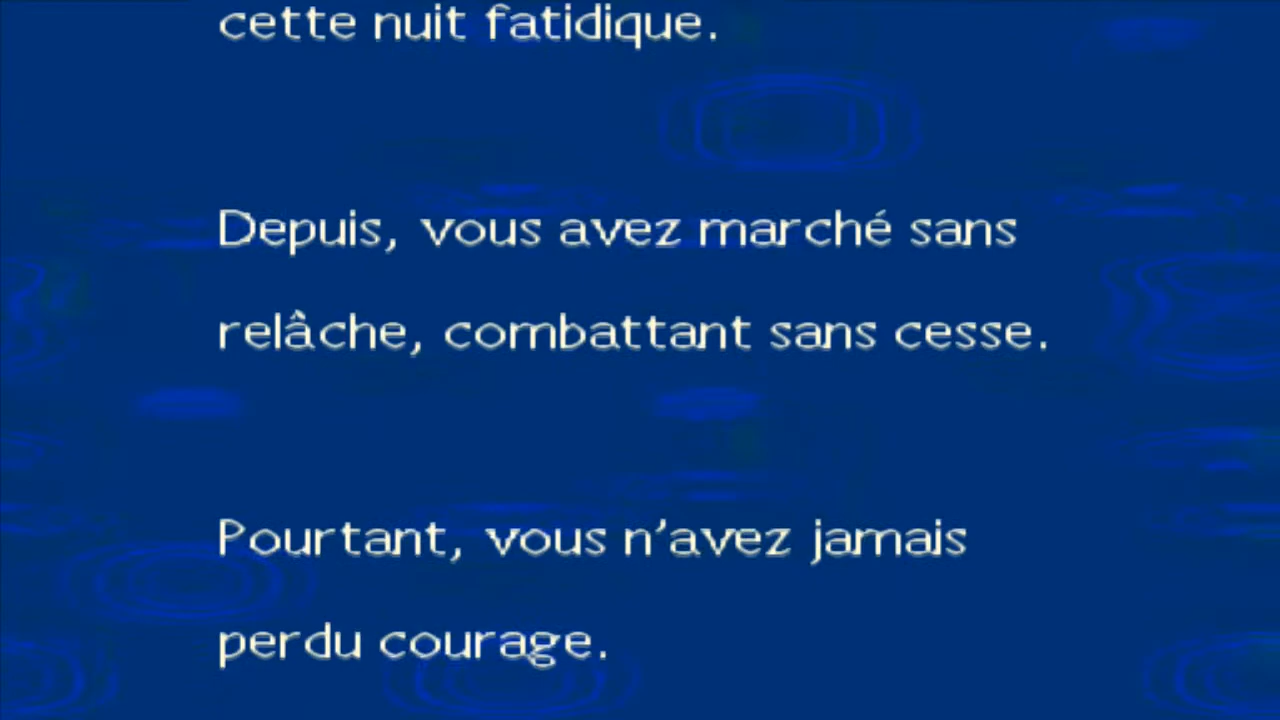 cette nuit fatidique.
Depuis, vous avez marché sans
relâche, combattant sans cesse.
Pourtant, vous n'avez jamais
perdu courage.